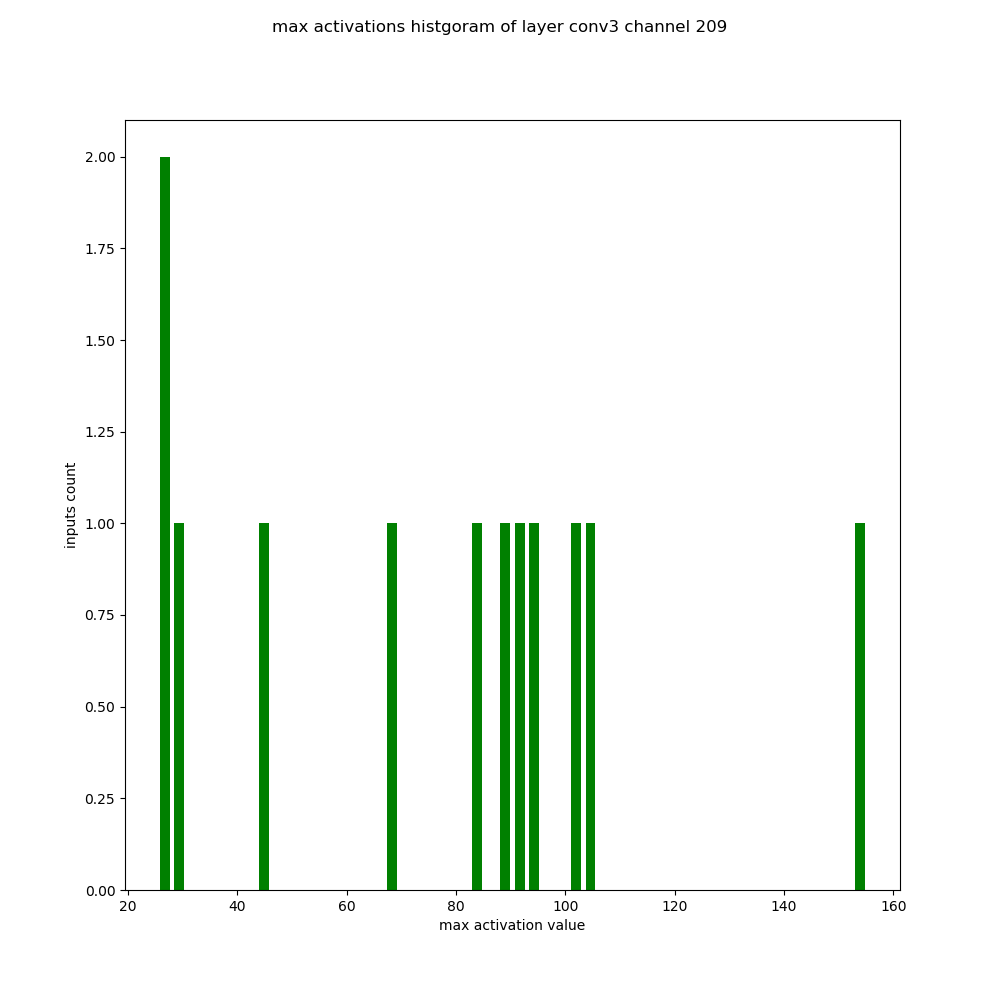 max activations histgoram of layer conv3 channel 209
2.00
1.75
1.50
1.25
1.00
0.75
0.50
0.25
0.00
inputs count
20 40 60 80 100 120 140 160
max activation value